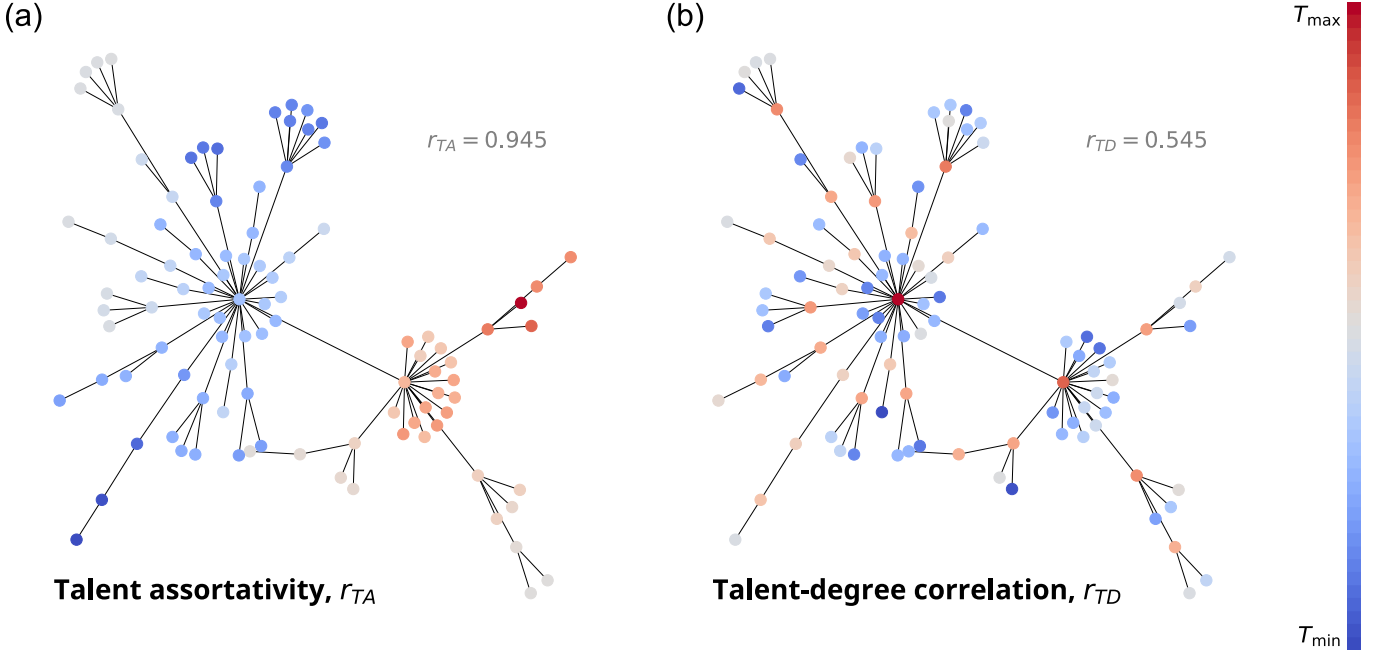 (a)
(b)
T_max
r_TA = 0.945
r_TD = 0.545
Talent assortativity, r_TA
Talent-degree correlation, r_TD
T_min